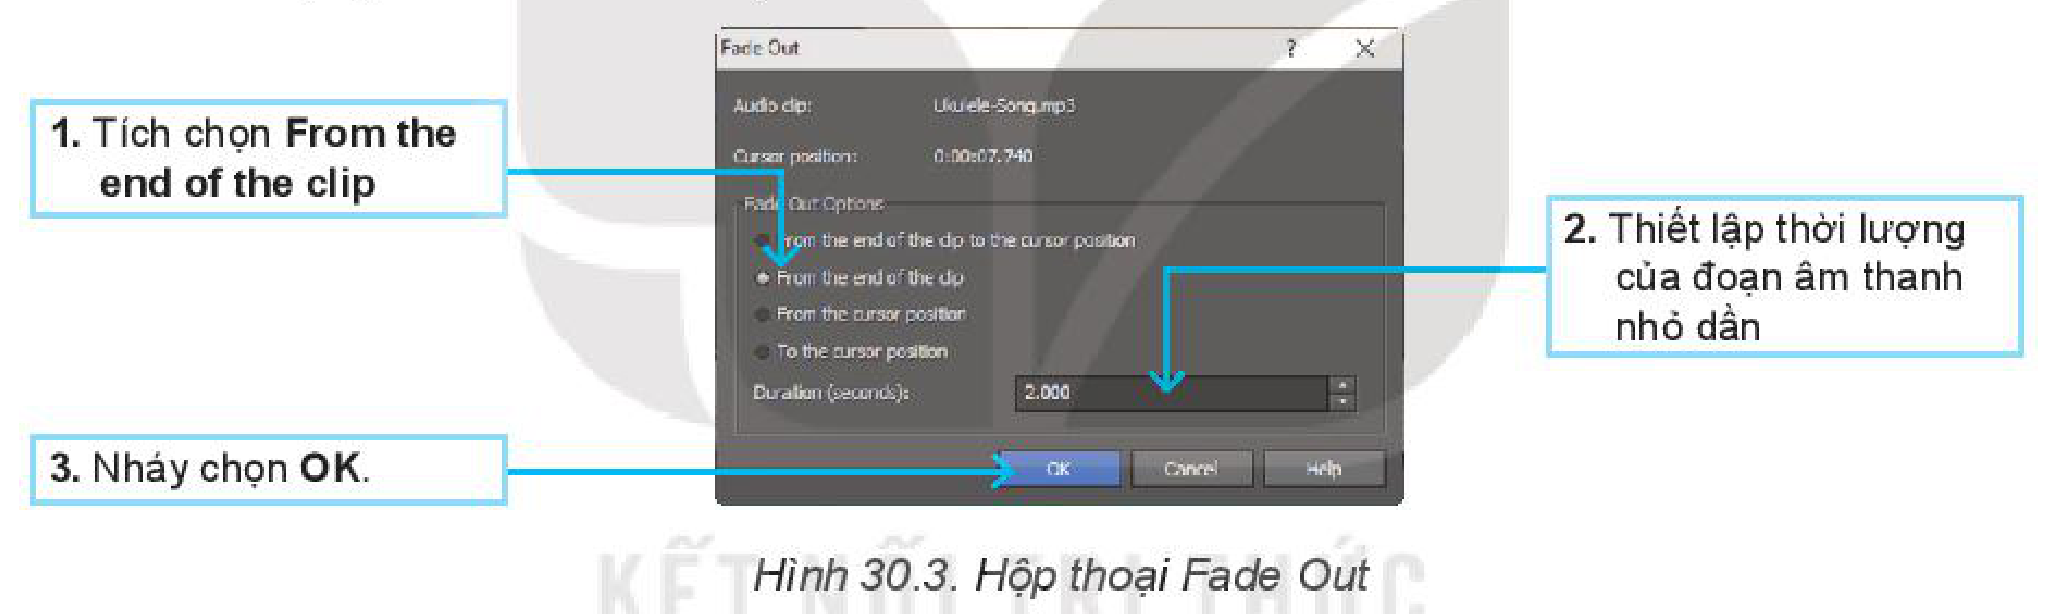 Fade Out
Audio clip: Ukulele-Song.mp3
Cursor position: 0:00:07.740
Fade Out Options
From the end of the clip to the cursor position
From the end of the clip
From the cursor position
To the cursor position
Duration (seconds): 2.000
OK Cancel Help
1. Tích chọn From the
end of the clip
2. Thiết lập thời lượng
của đoạn âm thanh
nhỏ dần
3. Nháy chọn OK.
Hình 30.3. Hộp thoại Fade Out
KẾT NỐI TRI THỨC